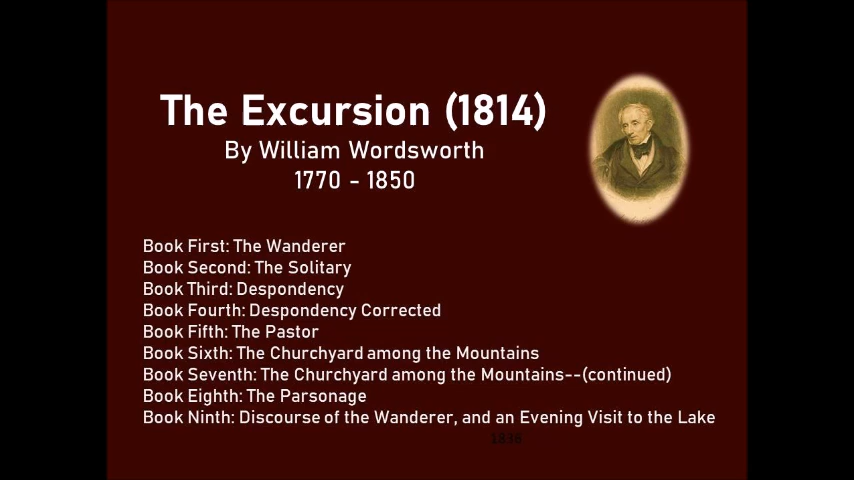 The Excursion (1814)
By William Wordsworth
1770 - 1850
Book First: The Wanderer
Book Second: The Solitary
Book Third: Despondency
Book Fourth: Despondency Corrected
Book Fifth: The Pastor
Book Sixth: The Churchyard among the Mountains
Book Seventh: The Churchyard among the Mountains--(continued)
Book Eighth: The Parsonage
Book Ninth: Discourse of the Wanderer, and an Evening Visit to the Lake
1838